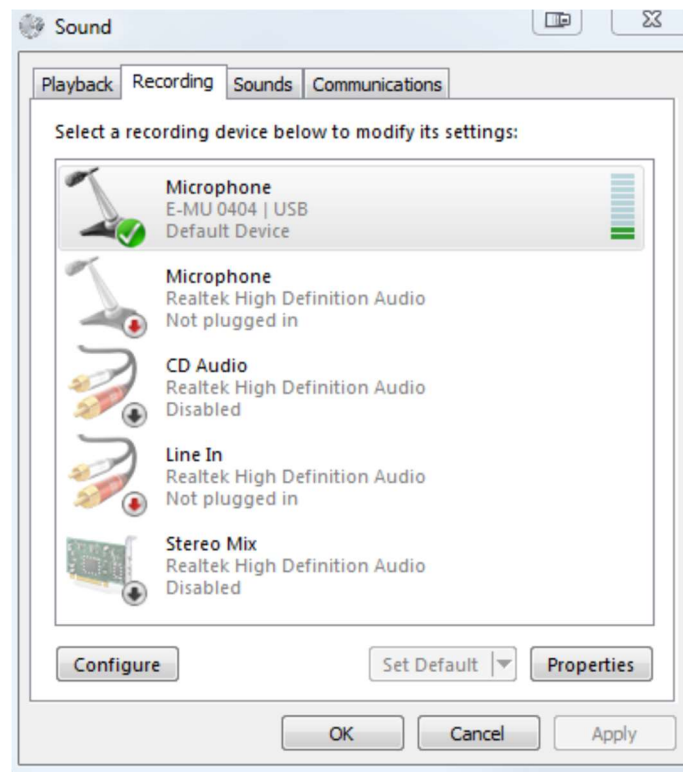 Sound
Playback Recording Sounds Communications
Select a recording device below to modify its settings:
Microphone
E-MU 0404 | USB
Default Device
Microphone
Realtek High Definition Audio
Not plugged in
CD Audio
Realtek High Definition Audio
Disabled
Line In
Realtek High Definition Audio
Not plugged in
Stereo Mix
Realtek High Definition Audio
Disabled
Configure Set Default Properties
OK Cancel Apply